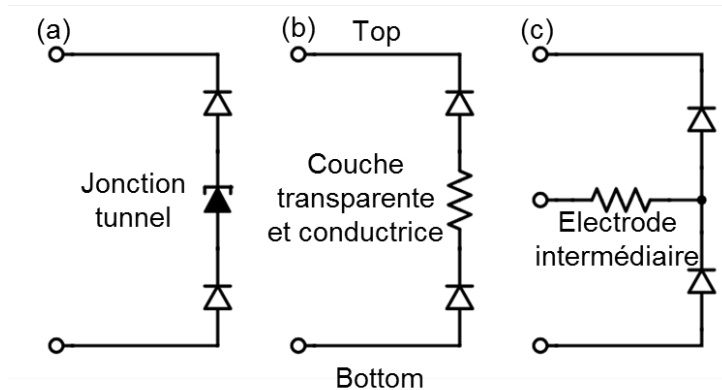 (a)
Jonction
tunnel
(b)
Top
Couche
transparente
et conductrice
Bottom
(c)
Electrode
intermédiaire